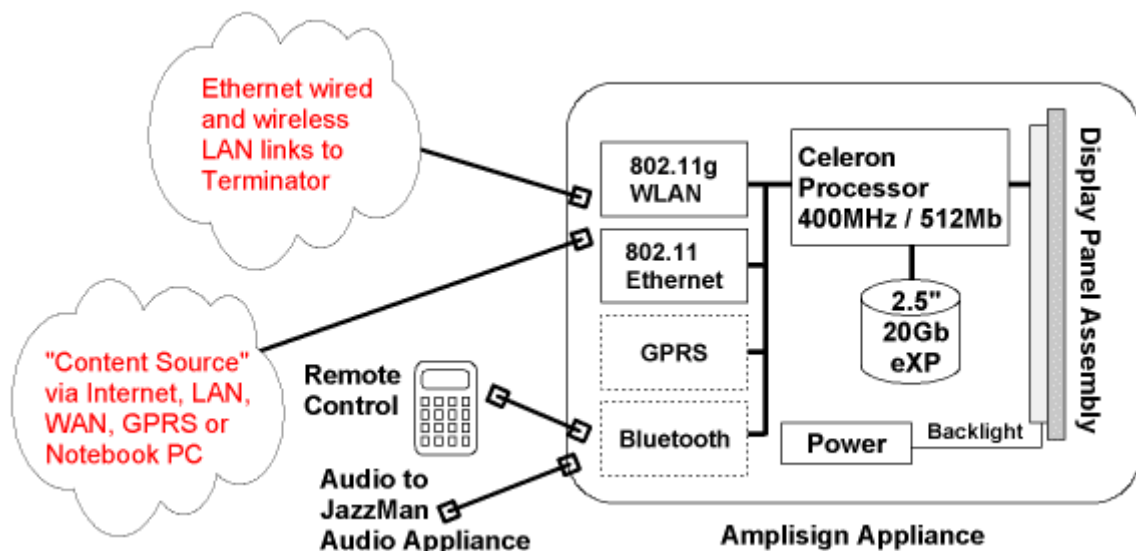 Ethernet wired
and wireless
LAN links to
Terminator
"Content Source"
via Internet, LAN,
WAN, GPRS or
Notebook PC
Remote
Control
Audio to
JazzMan
Audio Appliance
802.11g
WLAN
802.11
Ethernet
GPRS
Bluetooth
Celeron
Processor
400MHz / 512Mb
2.5"
20Gb
eXP
Power
Backlight
Display Panel Assembly
Amplisign Appliance